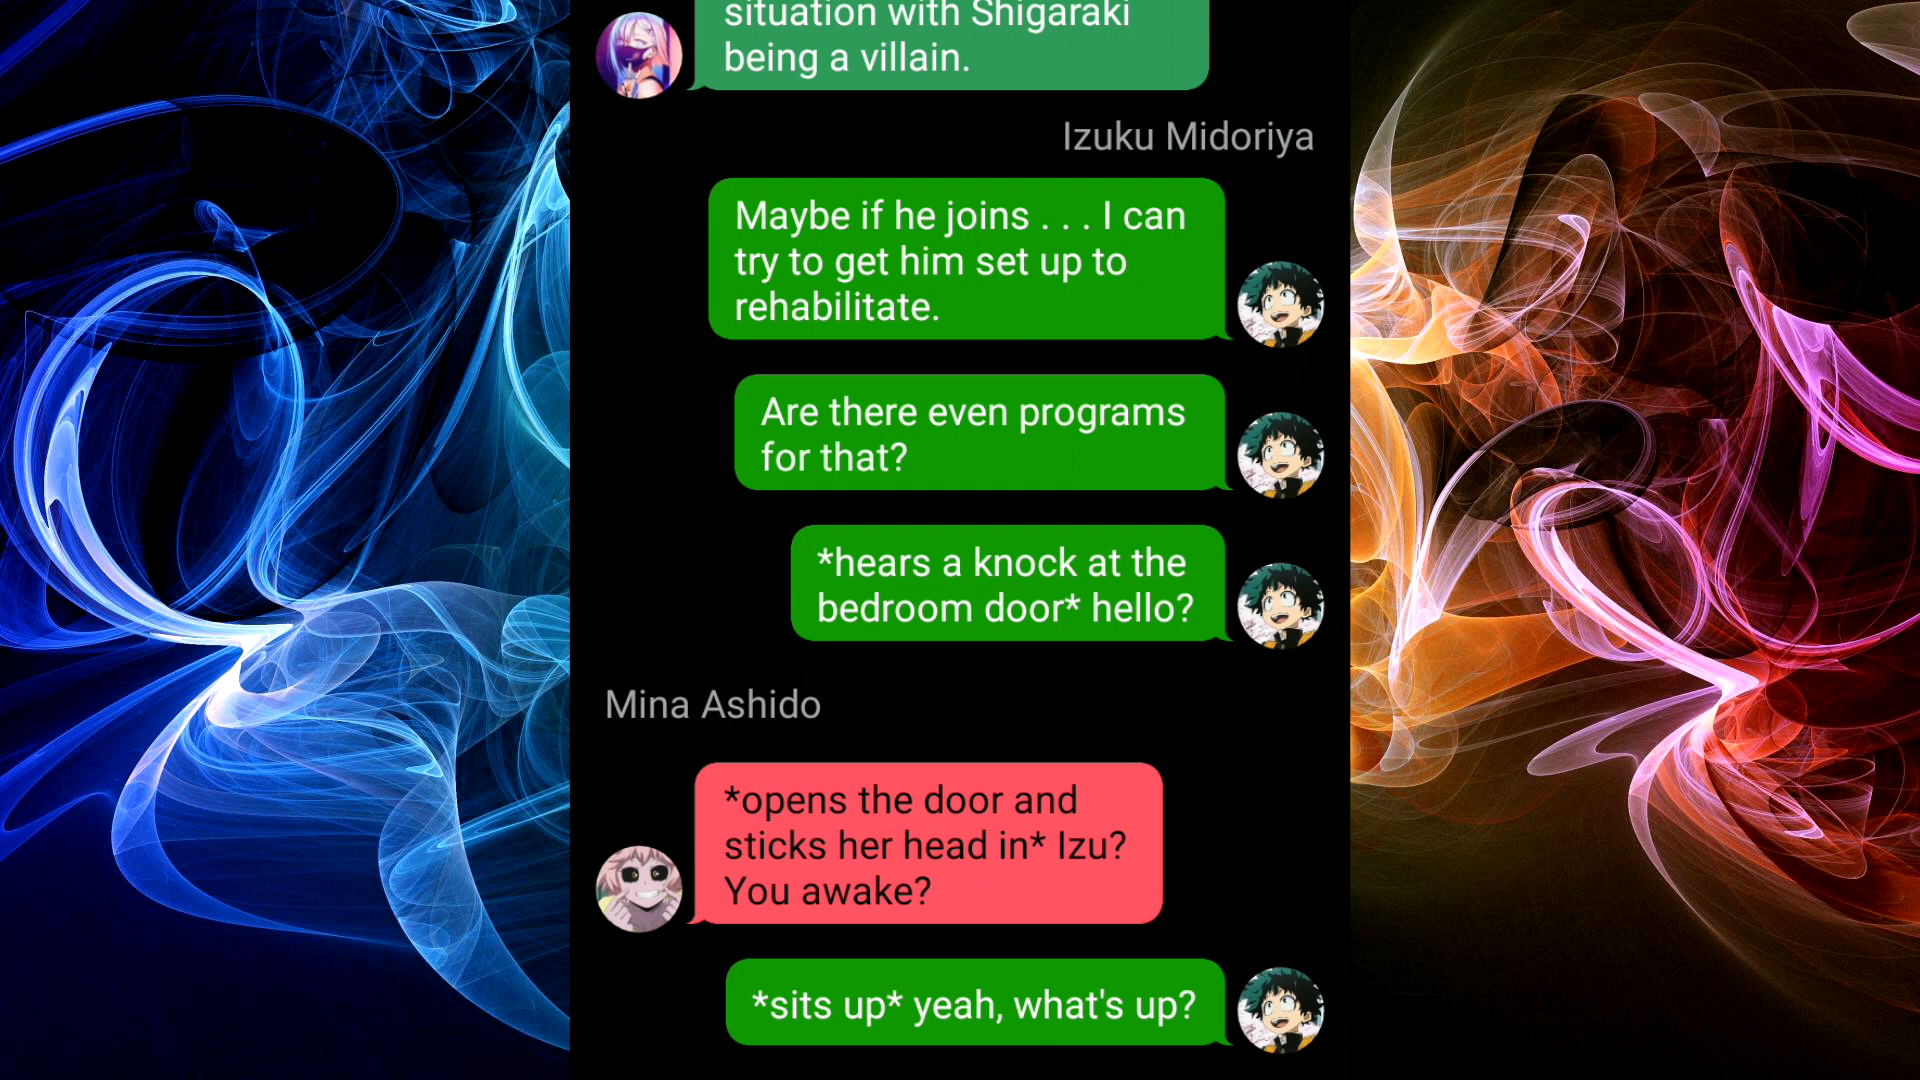 situation with Shigaraki
being a villain.
Izuku Midoriya
Maybe if he joins . . . I can
try to get him set up to
rehabilitate.
Are there even programs
for that?
*hears a knock at the
bedroom door* hello?
Mina Ashido
*opens the door and
sticks her head in* Izu?
You awake?
*sits up* yeah, what's up?